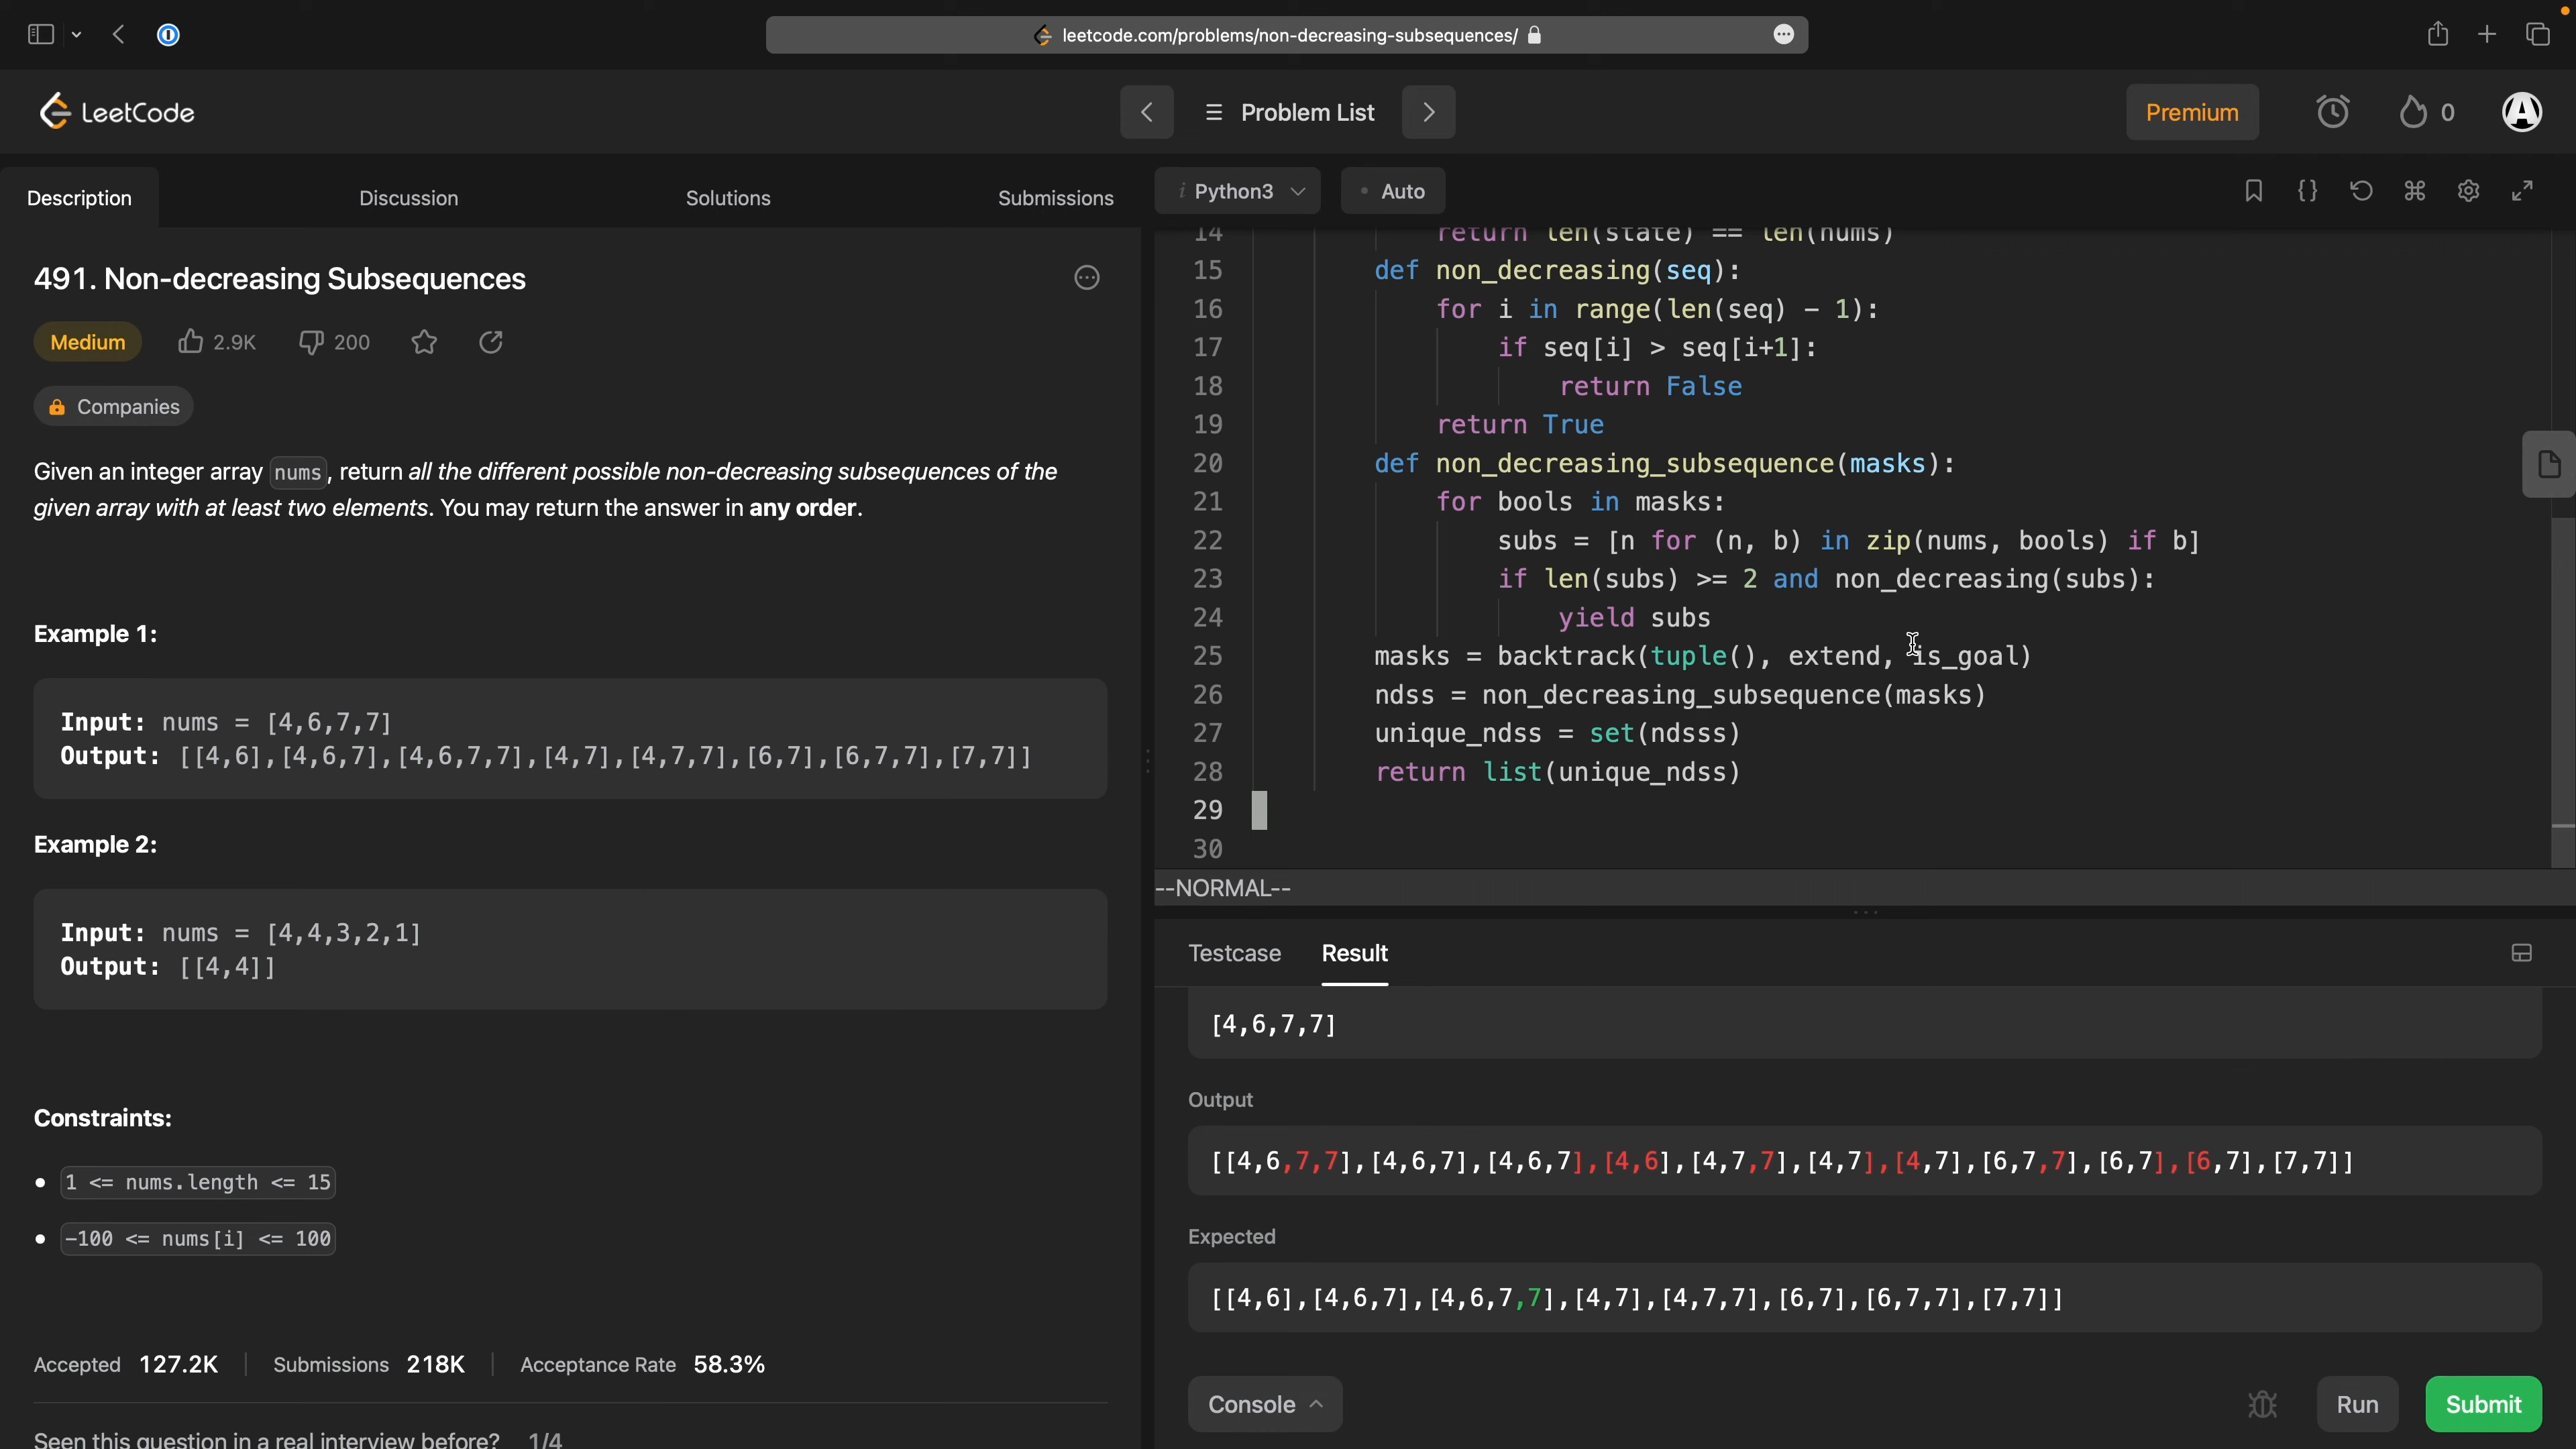 leetcode.com/problems/non-decreasing-subsequences/
LeetCode
Problem List
Premium
0
Description
Discussion
Solutions
Submissions
491. Non-decreasing Subsequences
Medium
2.9K
200
Companies
Given an integer array nums, return all the different possible non-decreasing subsequences of the
given array with at least two elements. You may return the answer in any order.
Example 1:
Input: nums = [4,6,7,7]
Output: [[4,6],[4,6,7],[4,6,7,7],[4,7],[4,7,7],[6,7],[6,7,7],[7,7]]
Example 2:
Input: nums = [4,4,3,2,1]
Output: [[4,4]]
Constraints:
1 <= nums.length <= 15
-100 <= nums[i] <= 100
Accepted 127.2K
Submissions 218K
Acceptance Rate 58.3%
Seen this question in a real interview before? 1/4
i Python3
Auto
14 return len(state) == len(nums)
15 def non_decreasing(seq):
16 for i in range(len(seq) - 1):
17 if seq[i] > seq[i+1]:
18 return False
19 return True
20 def non_decreasing_subsequence(masks):
21 for bools in masks:
22 subs = [n for (n, b) in zip(nums, bools) if b]
23 if len(subs) >= 2 and non_decreasing(subs):
24 yield subs
25 masks = backtrack(tuple(), extend, is_goal)
26 ndss = non_decreasing_subsequence(masks)
27 unique_ndss = set(ndsss)
28 return list(unique_ndss)
29
30
--NORMAL--
Testcase
Result
[4,6,7,7]
Output
[[4,6,7,7],[4,6,7],[4,6,7],[4,6],[4,7,7],[4,7],[4,7],[6,7,7],[6,7],[6,7],[7,7]]
Expected
[[4,6],[4,6,7],[4,6,7,7],[4,7],[4,7,7],[6,7],[6,7,7],[7,7]]
Console
Run
Submit